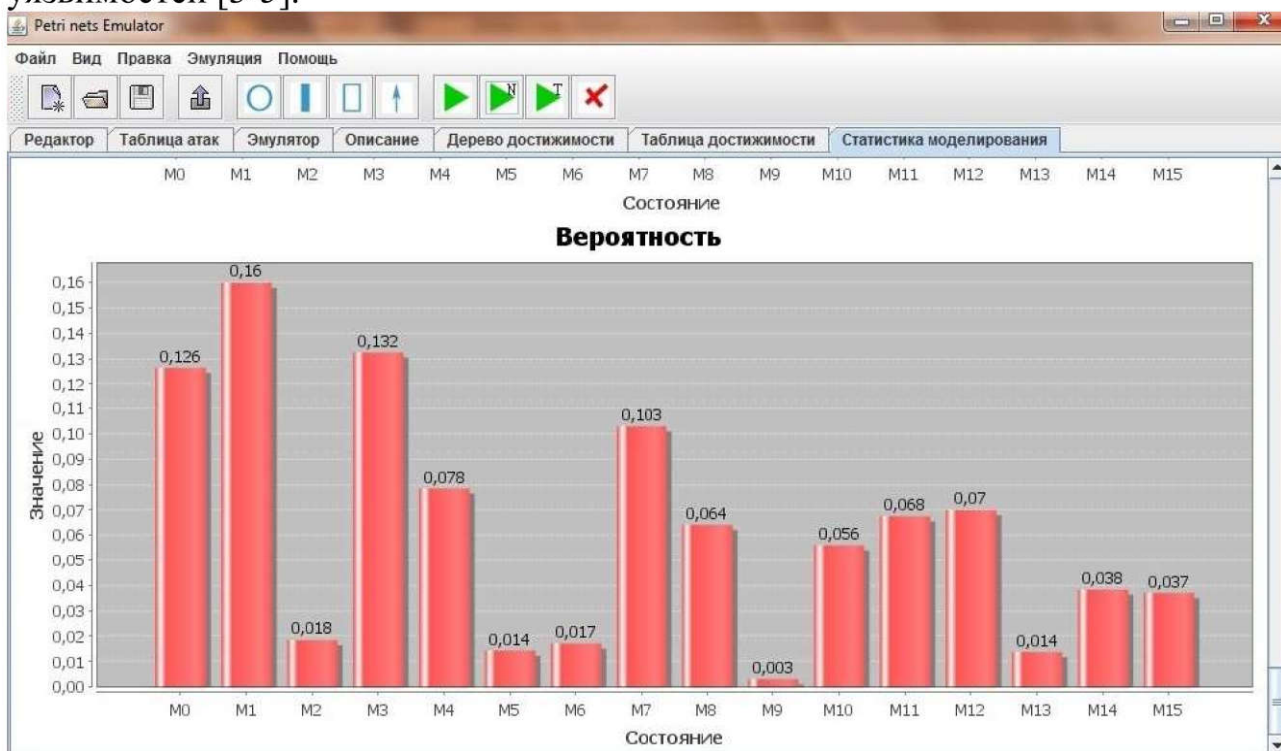 уязвимостей [3-5].
Petri nets Emulator
Файл Вид Правка Эмуляция Помощь
N T
Редактор Таблица атак Эмулятор Описание Дерево достижимости Таблица достижимости Статистика моделирования
M0 M1 M2 M3 M4 M5 M6 M7 M8 M9 M10 M11 M12 M13 M14 M15
Состояние
Вероятность
Значение
0,16
0,15
0,14
0,13
0,12
0,11
0,10
0,09
0,08
0,07
0,06
0,05
0,04
0,03
0,02
0,01
0,00
0,126 0,16 0,018 0,132 0,078 0,014 0,017 0,103 0,064 0,003 0,056 0,068 0,07 0,014 0,038 0,037
M0 M1 M2 M3 M4 M5 M6 M7 M8 M9 M10 M11 M12 M13 M14 M15
Состояние